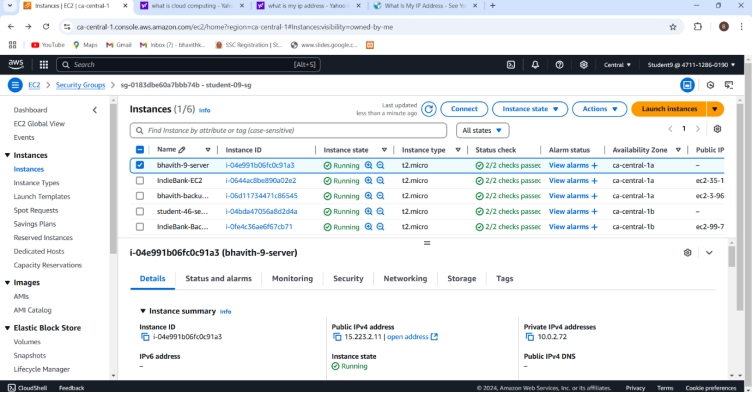 Instances | EC2 | ca-central-1
what is cloud computing - Yaho
what is my ip address - Yahoo
What Is My IP Address - See Yo
ca-central-1.console.aws.amazon.com/ec2/home?region=ca-central-1#Instances:visibility=owned-by-me
YouTube
Maps
Gmail
Inbox (7) - bhavithk...
SSC Registration | St...
www.slides.google.c...
aws
Search
[Alt+S]
Central
Student9 @ 4711-1286-0190
EC2 > Security Groups > sg-0183dbe60a7bbb74b - student-09-sg
Dashboard
EC2 Global View
Events
Instances
Instances
Instance Types
Launch Templates
Spot Requests
Savings Plans
Reserved Instances
Dedicated Hosts
Capacity Reservations
Images
AMIs
AMI Catalog
Elastic Block Store
Volumes
Snapshots
Lifecycle Manager
Instances (1/6) Info
Last updated
less than a minute ago
Connect
Instance state
Actions
Launch instances
Find Instance by attribute or tag (case-sensitive)
All states
1
Name Instance ID Instance state Instance type Status check Alarm status Availability Zone Public IP
bhavith-9-server i-04e991b06fc0c91a3 Running t2.micro 2/2 checks passec View alarms + ca-central-1a –
IndieBank-EC2 i-0644ac8be890a02e2 Running t2.micro 2/2 checks passec View alarms + ca-central-1a ec2-35-1
bhavith-backu... i-06d11734471c86545 Running t2.micro 2/2 checks passec View alarms + ca-central-1a ec2-3-96
student-46-se... i-04bda47056a8d2d4a Running t2.micro 2/2 checks passec View alarms + ca-central-1b –
IndieBank-Bac... i-0fe4c36ae6f67cb71 Running t2.micro 2/2 checks passec View alarms + ca-central-1b ec2-99-7
i-04e991b06fc0c91a3 (bhavith-9-server)
Details
Status and alarms
Monitoring
Security
Networking
Storage
Tags
Instance summary Info
Instance ID
i-04e991b06fc0c91a3
Public IPv4 address
15.223.2.11 | open address
Private IPv4 addresses
10.0.2.72
IPv6 address
–
Instance state
Running
Public IPv4 DNS
–
CloudShell
Feedback
© 2024, Amazon Web Services, Inc. or its affiliates.
Privacy
Terms
Cookie preferences